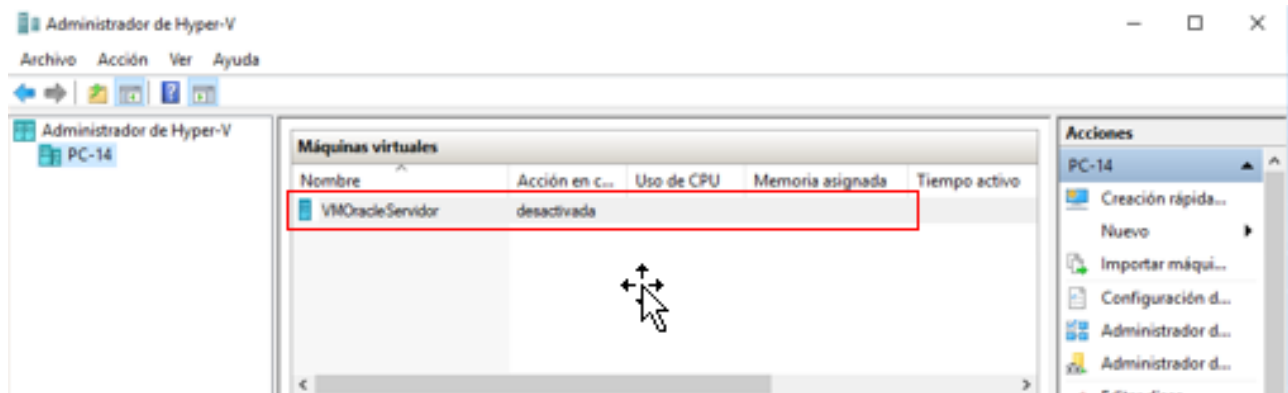 Administrador de Hyper-V
Archivo Acción Ver Ayuda
Administrador de Hyper-V
PC-14
Máquinas virtuales
Nombre Acción en c... Uso de CPU Memoria asignada Tiempo activo
VMOracleServidor desactivada
Acciones
PC-14
Creación rápida...
Nuevo
Importar máqui...
Configuración d...
Administrador d...
Administrador d...